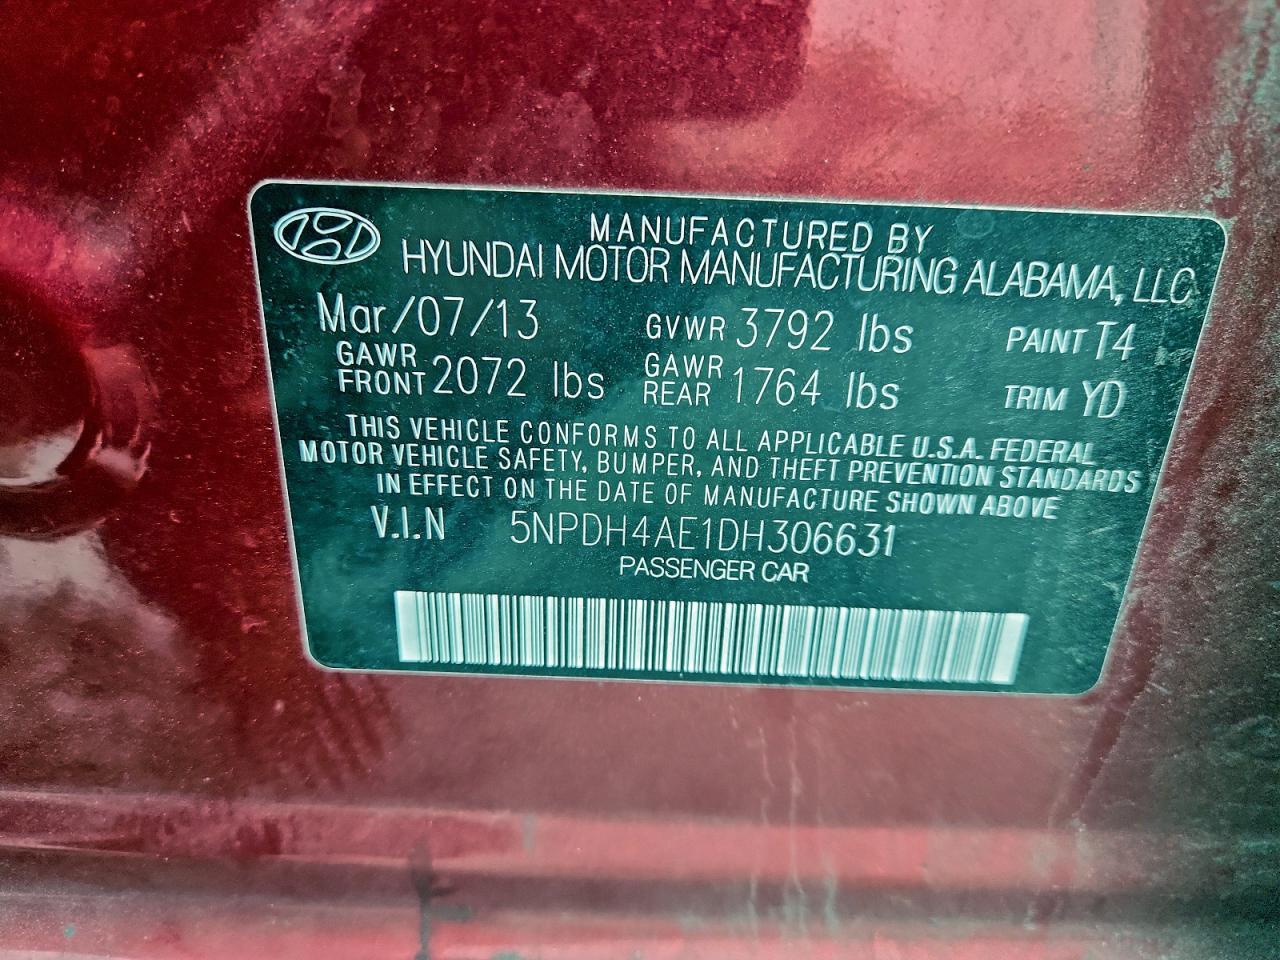 MANUFACTURED BY
HYUNDAI MOTOR MANUFACTURING ALABAMA, LLC
Mar/07/13 GVWR 3792 lbs PAINT T4
GAWR FRONT 2072 lbs GAWR REAR 1764 lbs TRIM YD
THIS VEHICLE CONFORMS TO ALL APPLICABLE U.S.A. FEDERAL
MOTOR VEHICLE SAFETY, BUMPER, AND THEFT PREVENTION STANDARDS
IN EFFECT ON THE DATE OF MANUFACTURE SHOWN ABOVE
V.I.N 5NPDH4AE1DH306631
PASSENGER CAR